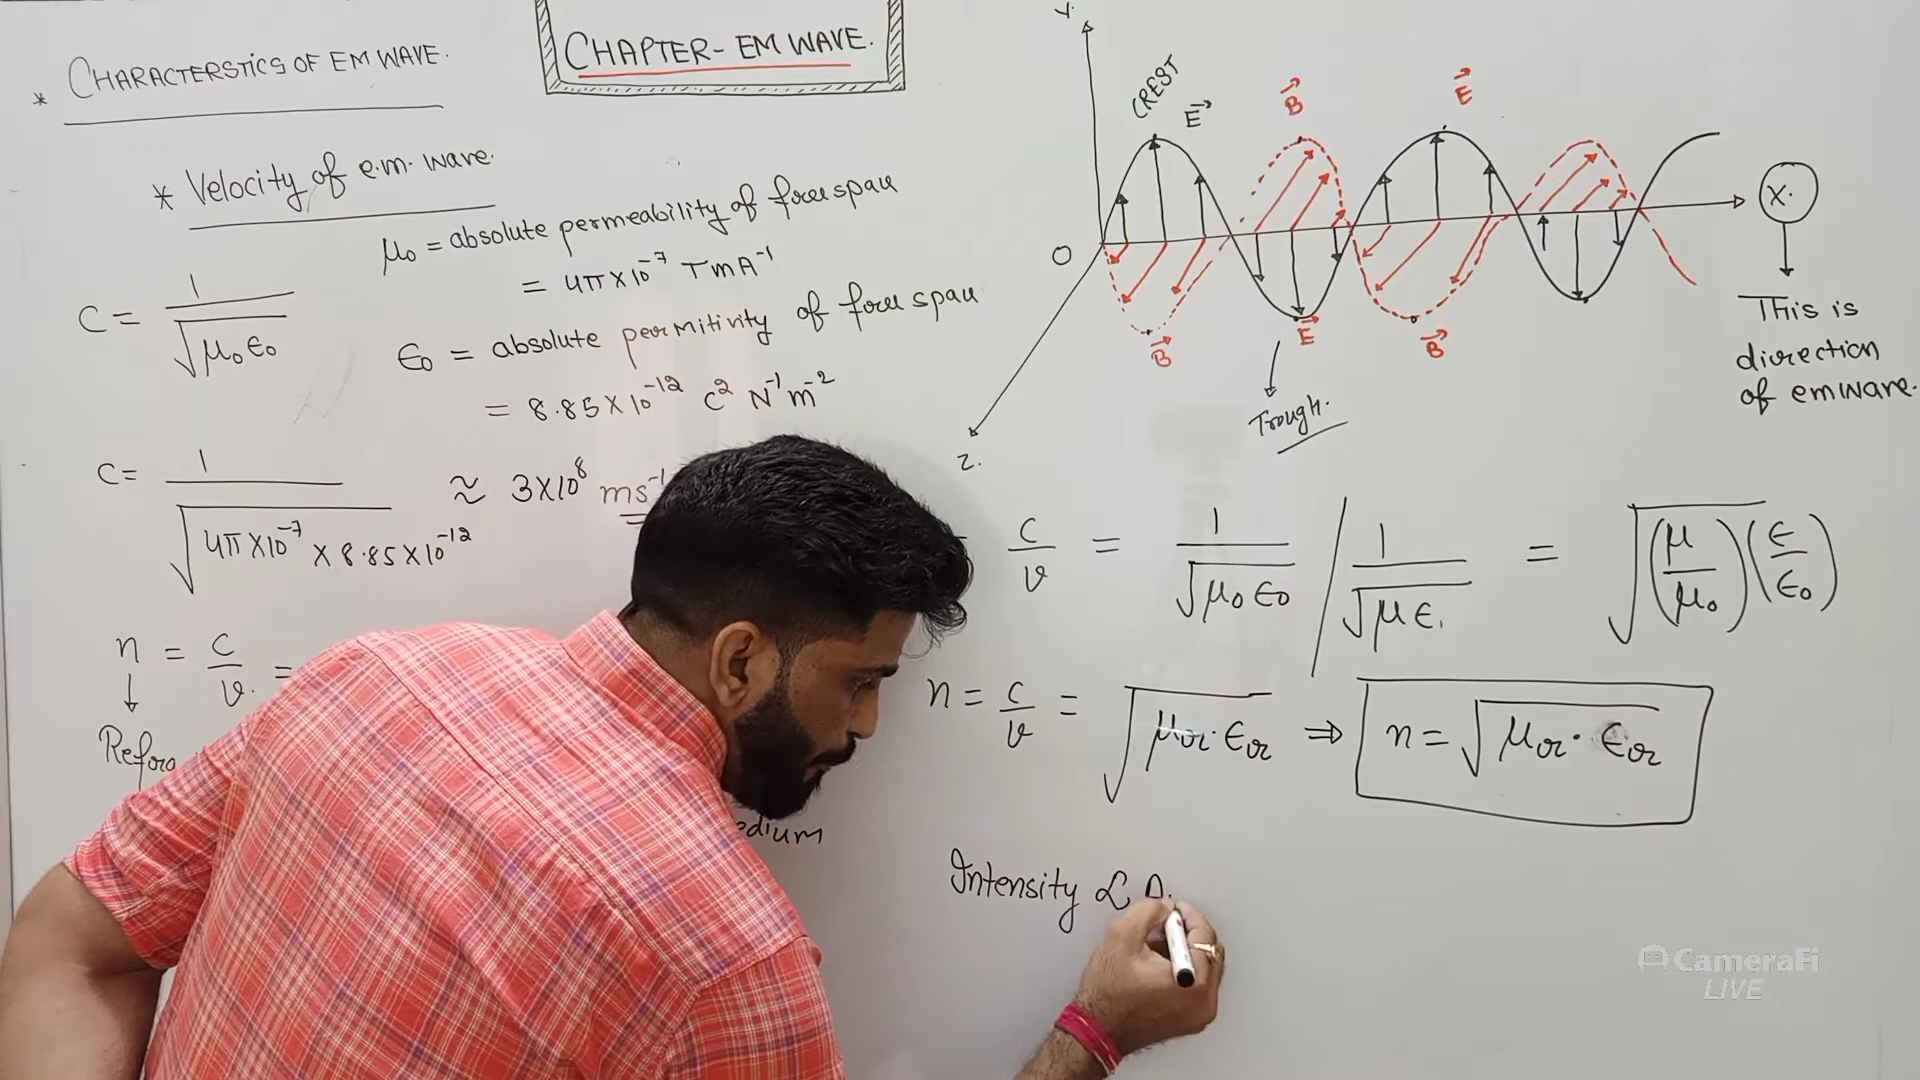 * CHARACTERSTICS OF EM WAVE.
CHAPTER- EM WAVE.
* Velocity of e.m. wave.
μ₀ = absolute permeability of free space
= 4π×10⁻⁷ TmA⁻¹
C = 1/√μ₀ϵ₀
ϵ₀ = absolute permitivity of free space
= 8.85×10⁻¹² C² N⁻¹ m⁻²
C = 1/√4π×10⁻⁷ × 8.85×10⁻¹² ≈ 3×10⁸ ms⁻¹
n = c/v. =
Y.
CREST
E→
B→
E→
O
X.
B→
E→
B→
Trough.
Z.
This is
direction
of em wave.
c/v = 1/√μ₀ϵ₀ / 1/√μϵ. = √(μ/μ₀)(ϵ/ϵ₀)
n = c/v = √μr·ϵr ⇒ n = √μr·ϵr
Intensity ∝
CameraFi
LIVE